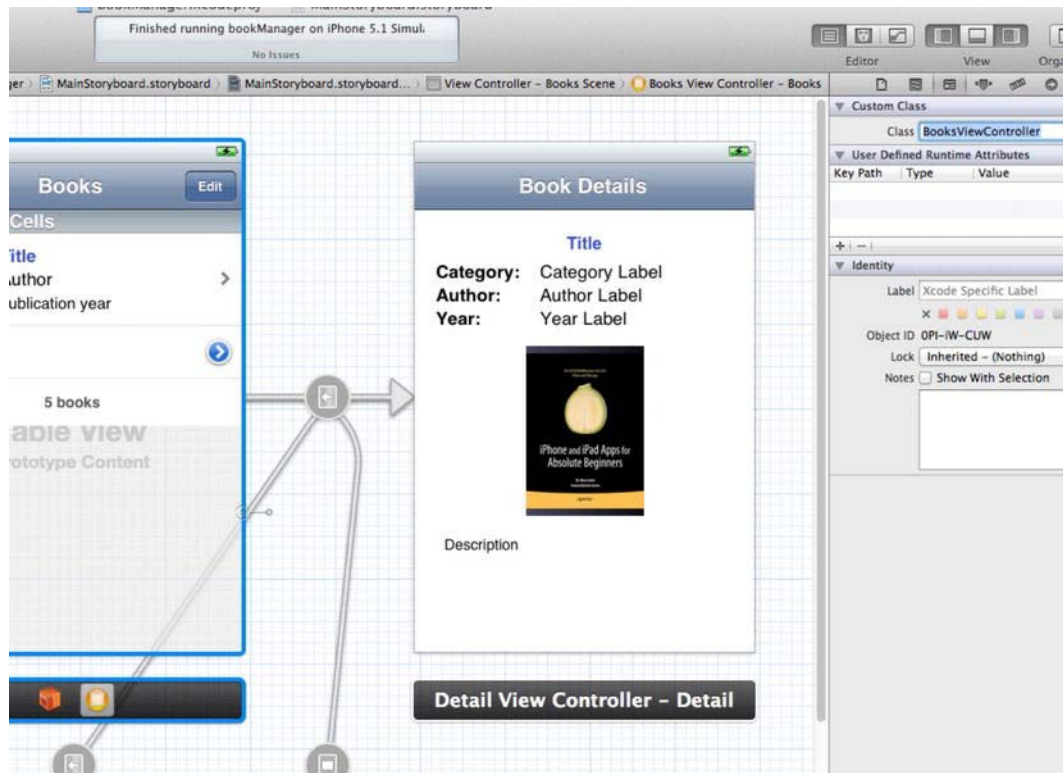 Finished running bookManager on iPhone 5.1 Simul
No Issues
Editor
View
MainStoryboard.storyboard
MainStoryboard.storyboard...
View Controller – Books Scene
Books View Controller – Books
Custom Class
Class BooksViewController
User Defined Runtime Attributes
Key Path Type Value
Identity
Label Xcode Specific Label
Object ID 0PI-iW-CUW
Lock Inherited – (Nothing)
Notes Show With Selection
Books
Edit
Cells
Title
Author
ublication year
5 books
able View
rototype Content
Book Details
Title
Category: Category Label
Author: Author Label
Year: Year Label
iPhone and iPad Apps for
Absolute Beginners
Description
Detail View Controller – Detail